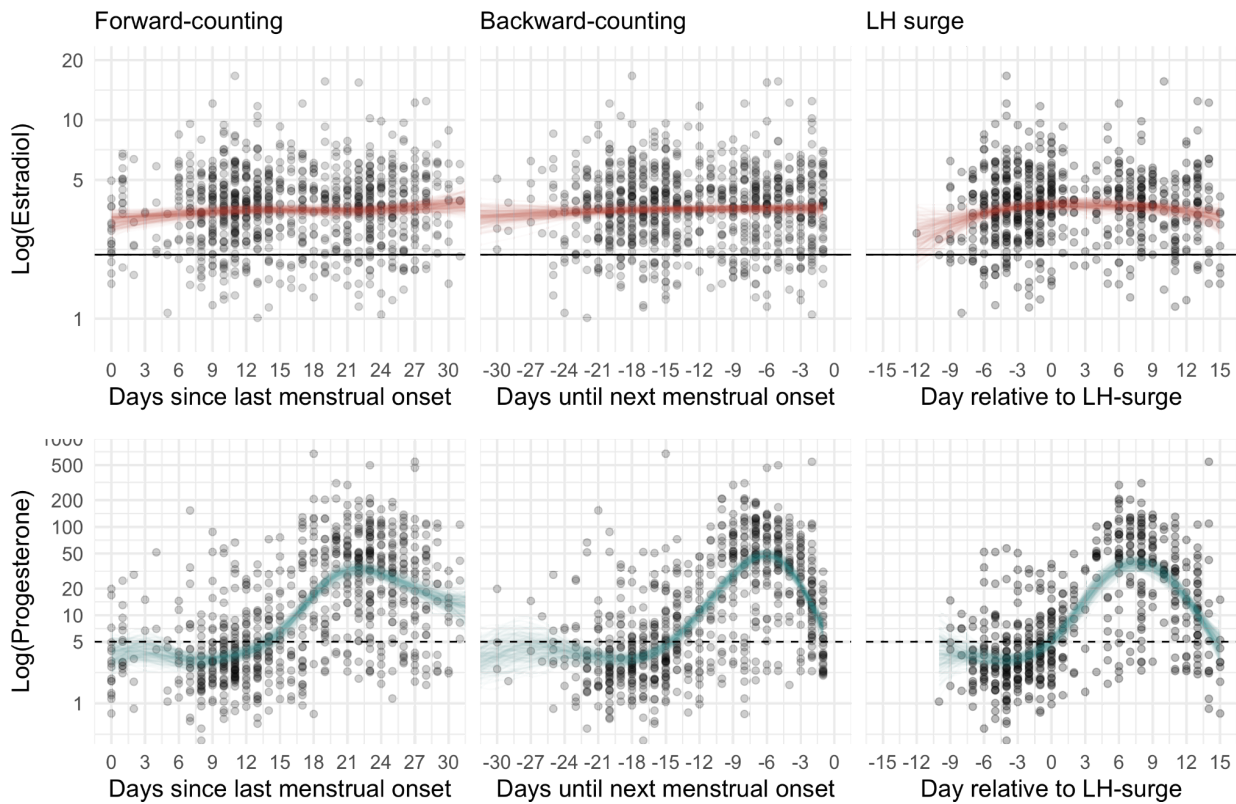 Forward-counting Backward-counting LH surge
Log(Estradiol)
20
10
5
1
0 3 6 9 12 15 18 21 24 27 30
-30 -27 -24 -21 -18 -15 -12 -9 -6 -3 0
-15 -12 -9 -6 -3 0 3 6 9 12 15
Days since last menstrual onset Days until next menstrual onset Day relative to LH-surge
Log(Progesterone)
1000
500
200
100
50
20
10
5
1
0 3 6 9 12 15 18 21 24 27 30
-30 -27 -24 -21 -18 -15 -12 -9 -6 -3 0
-15 -12 -9 -6 -3 0 3 6 9 12 15
Days since last menstrual onset Days until next menstrual onset Day relative to LH-surge